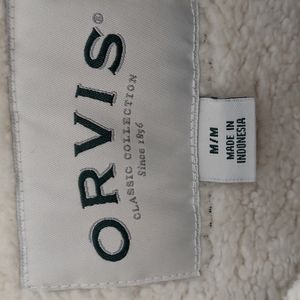 ORVIS®
CLASSIC COLLECTION
Since 1856
M/M
MADE IN
INDONESIA